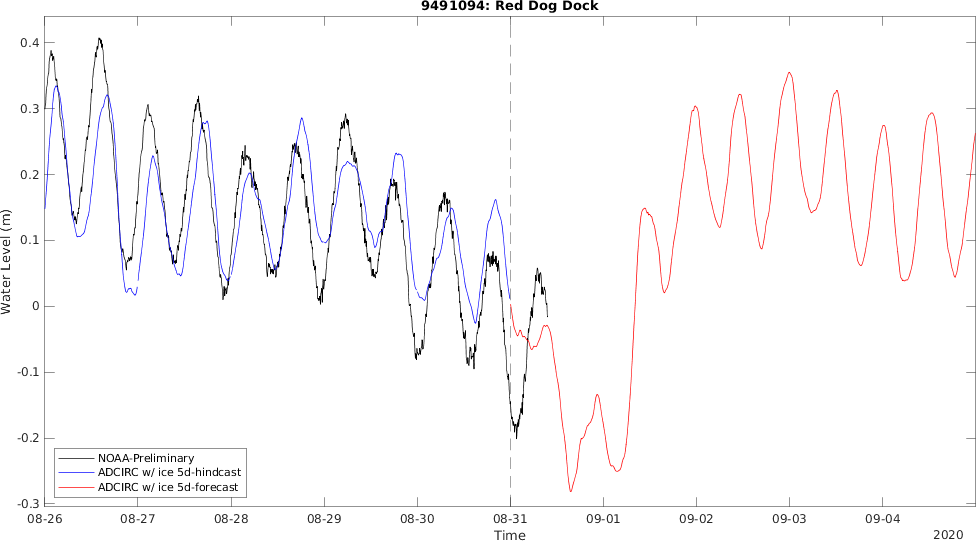 9491094: Red Dog Dock
0.4
0.3
0.2
0.1
0
-0.1
-0.2
-0.3
Water Level (m)
NOAA-Preliminary
ADCIRC w/ ice 5d-hindcast
ADCIRC w/ ice 5d-forecast
08-26 08-27 08-28 08-29 08-30 08-31 09-01 09-02 09-03 09-04
Time
2020